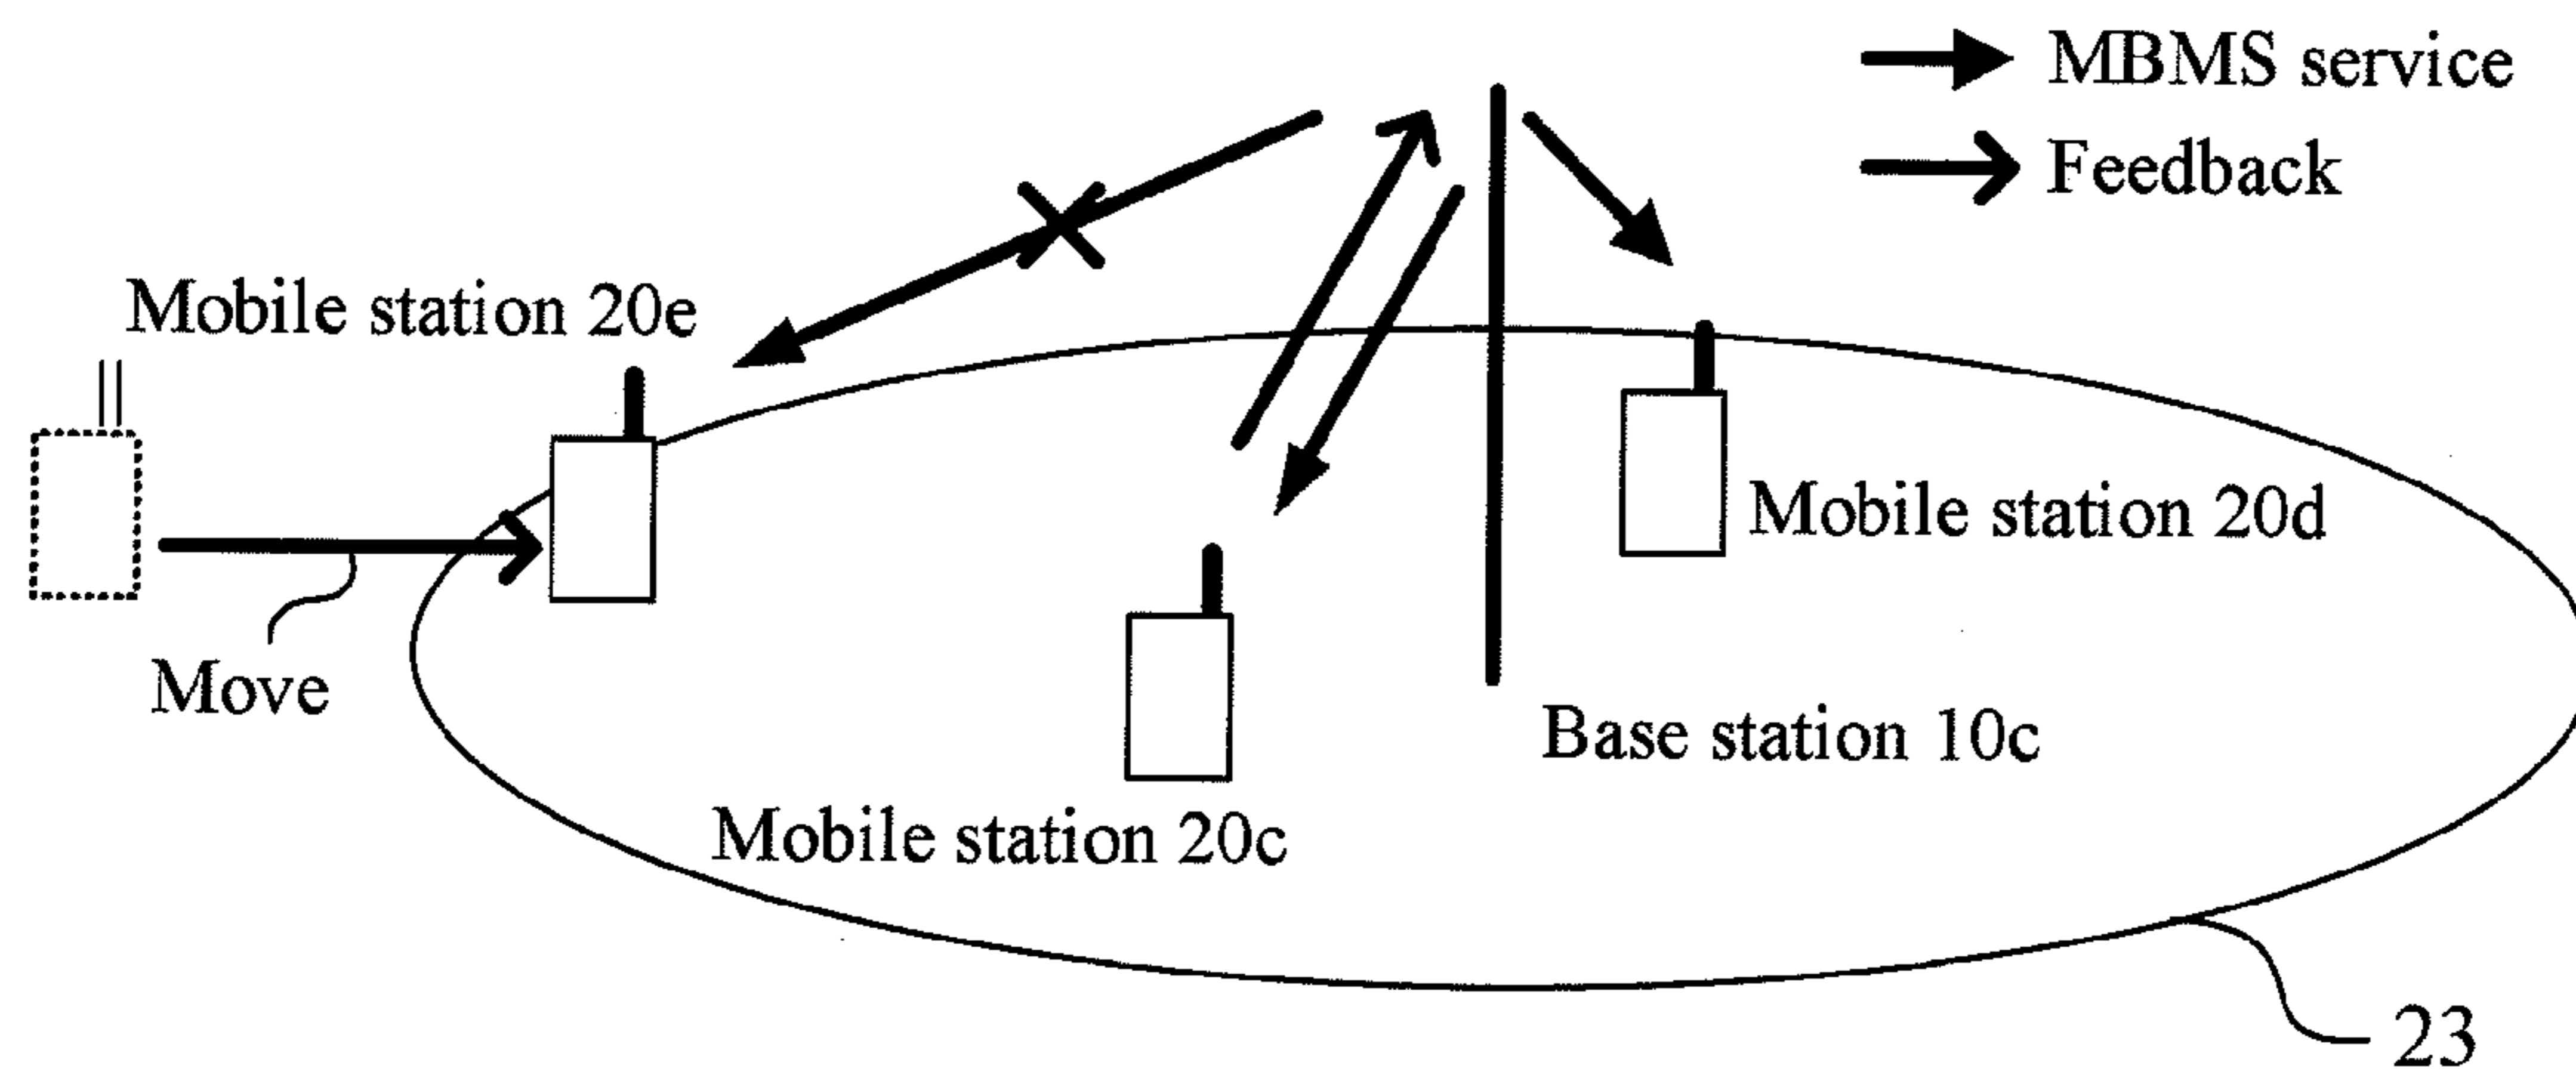 MBMS service
Feedback
Mobile station 20e
Mobile station 20d
Move
Base station 10c
Mobile station 20c
23